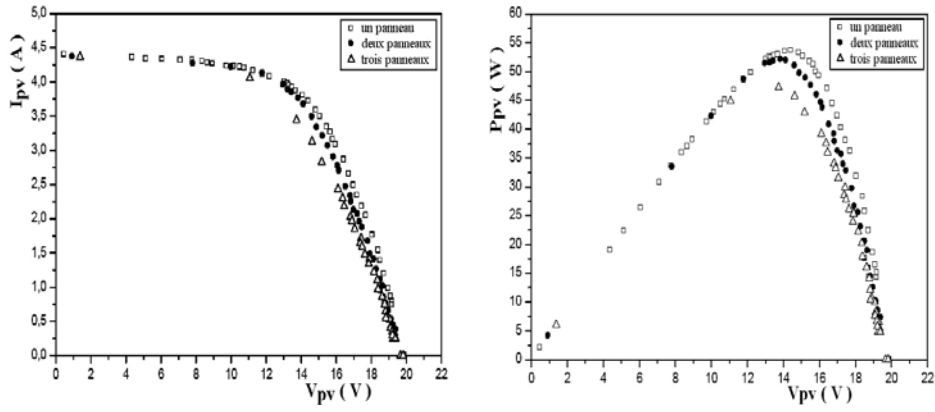 5,0
4,5
4,0
3,5
3,0
2,5
2,0
1,5
1,0
0,5
0,0
I pv ( A )
0 2 4 6 8 10 12 14 16 18 20 22
Vpv ( V )
un panneau
deux panneaux
trois panneaux
60
55
50
45
40
35
30
25
20
15
10
5
0
Ppv ( W )
0 2 4 6 8 10 12 14 16 18 20 22
Vpv ( V )
un panneau
deux panneaux
trois panneaux